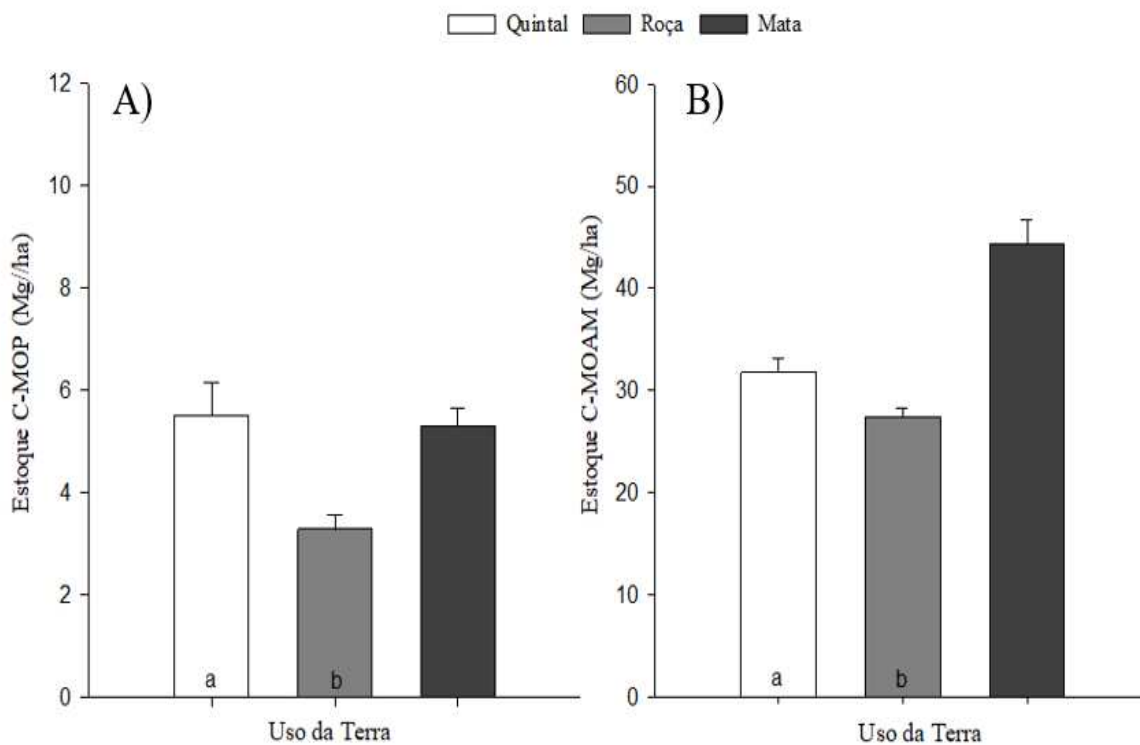 Quintal Roça Mata
A)
12
10
8
6
4
2
0
Estoque C-MOP (Mg//ha)
a b
Uso da Terra
B)
60
50
40
30
20
10
0
Estoque C-MOAM (Mg/ha)
a b
Uso da Terra